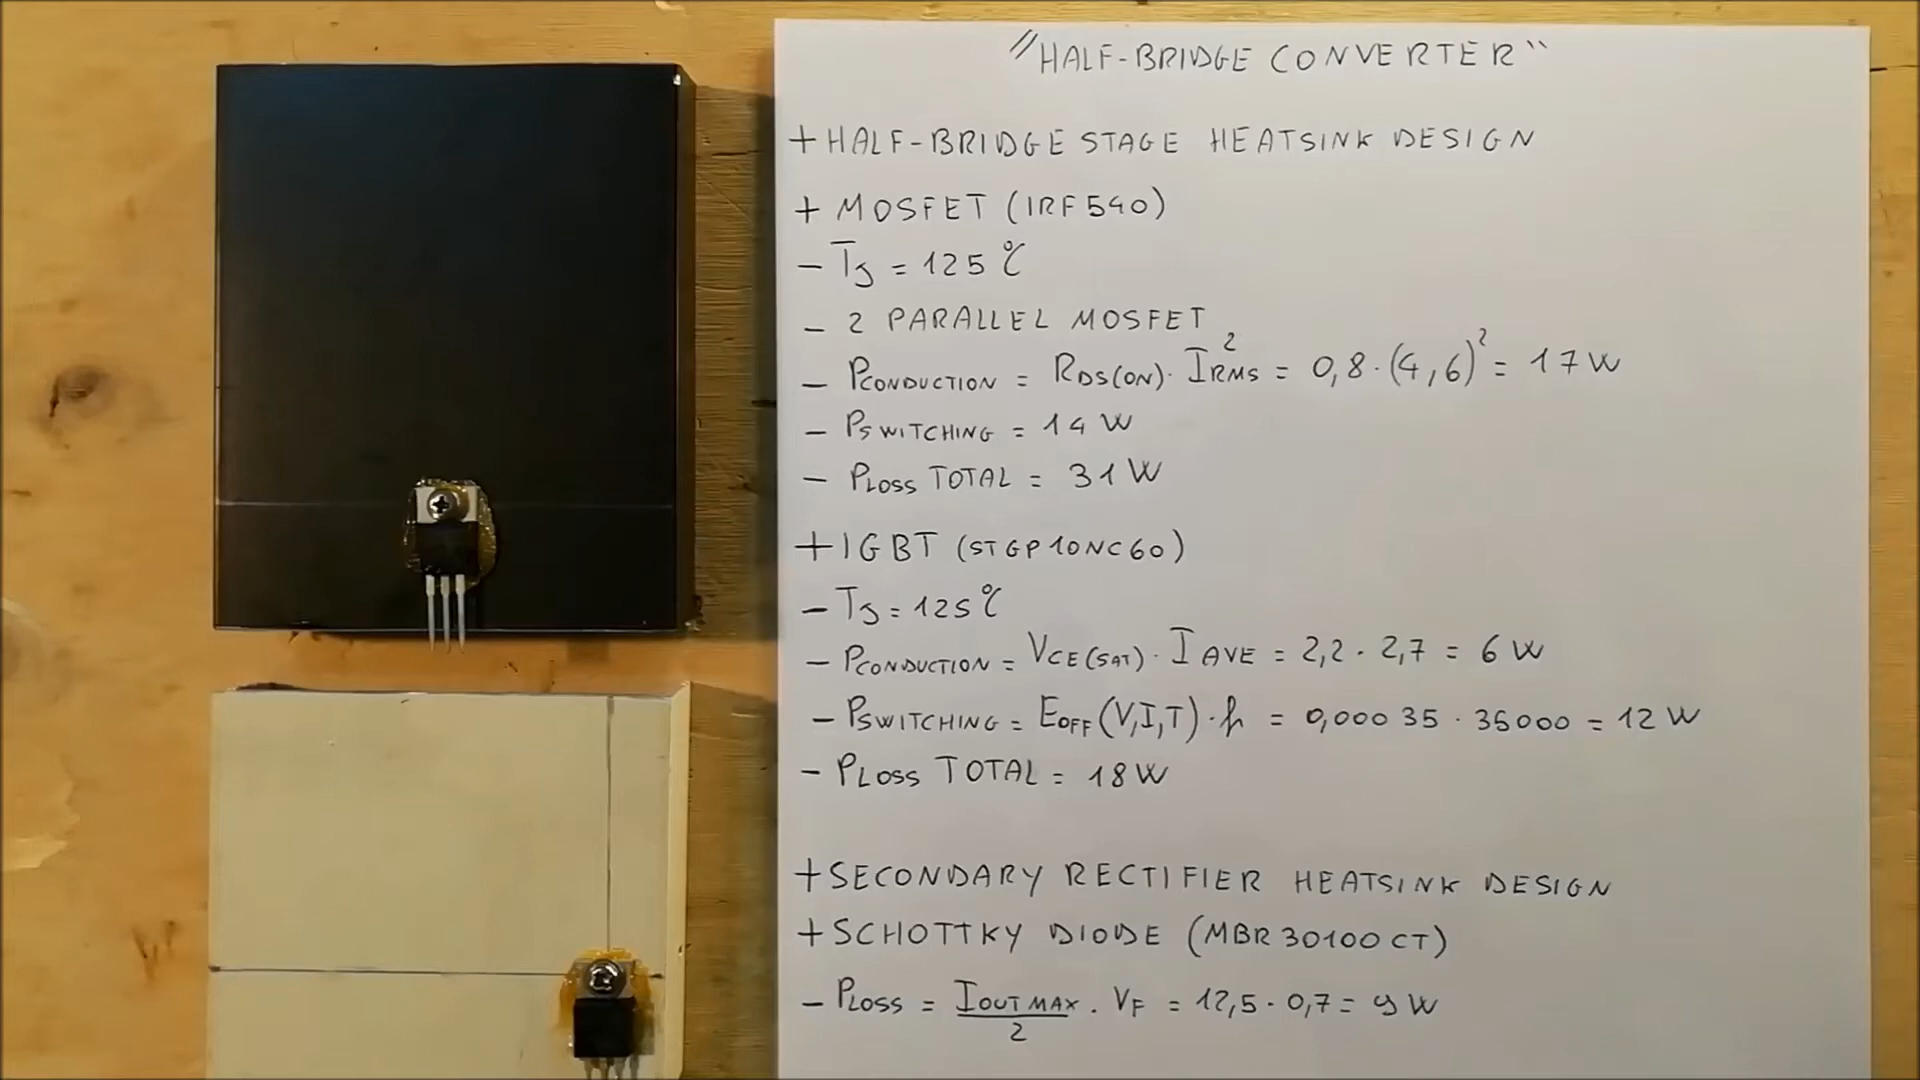 "HALF-BRIDGE CONVERTER"
+ HALF-BRIDGE STAGE HEATSINK DESIGN
+ MOSFET (IRF540)
- TJ = 125 °C
- 2 PARALLEL MOSFET
- PCONDUCTION = RDS(ON) · IRMS² = 0,8 · (4,6)² = 17 W
- PSWITCHING = 14 W
- PLOSS TOTAL = 31 W
+ IGBT (STGP10NC60)
- TJ = 125 °C
- PCONDUCTION = VCE(SAT) · IAVE = 2,2 · 2,7 = 6 W
- PSWITCHING = EOFF (V,I,T) · f = 0,00035 · 35000 = 12 W
- PLOSS TOTAL = 18 W
+ SECONDARY RECTIFIER HEATSINK DESIGN
+ SCHOTTKY DIODE (MBR30100CT)
- PLOSS = IOUT MAX / 2 · VF = 12,5 · 0,7 = 9 W